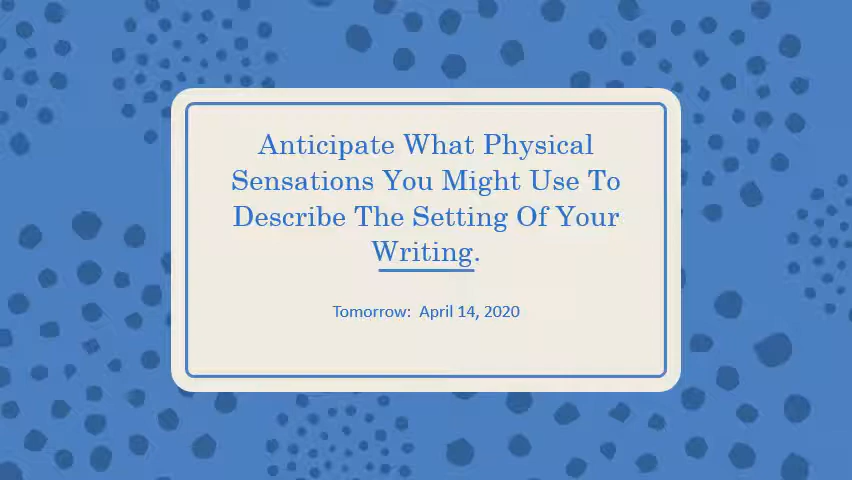 Anticipate What Physical
Sensations You Might Use To
Describe The Setting Of Your
Writing.
Tomorrow:  April 14, 2020